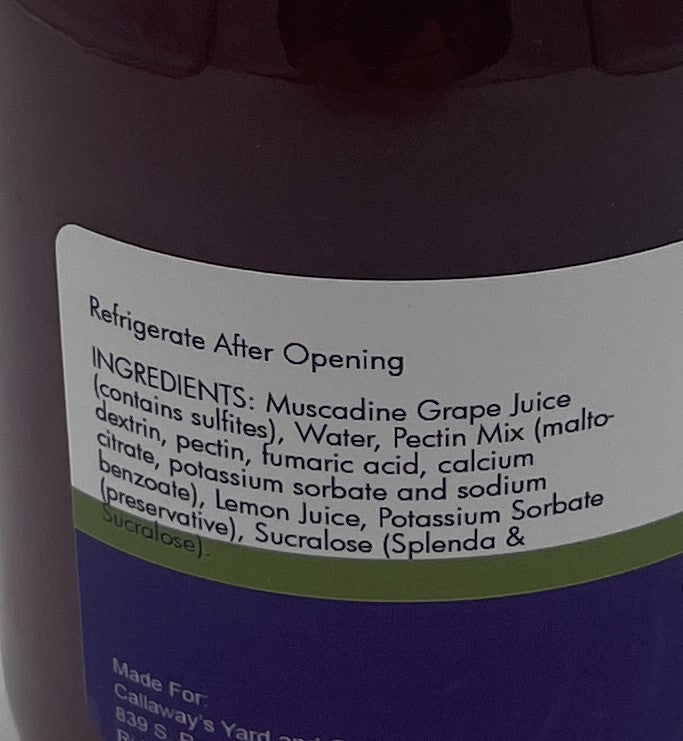 Refrigerate After Opening
INGREDIENTS: Muscadine Grape Juice
(contains sulfites), Water, Pectin Mix (malto-
dextrin, pectin, fumaric acid, calcium
citrate, potassium sorbate and sodium
benzoate), Lemon Juice, Potassium Sorbate
(preservative), Sucralose (Splenda &
Sucralose).
Made For:
Callaway's Yard and
839 S.